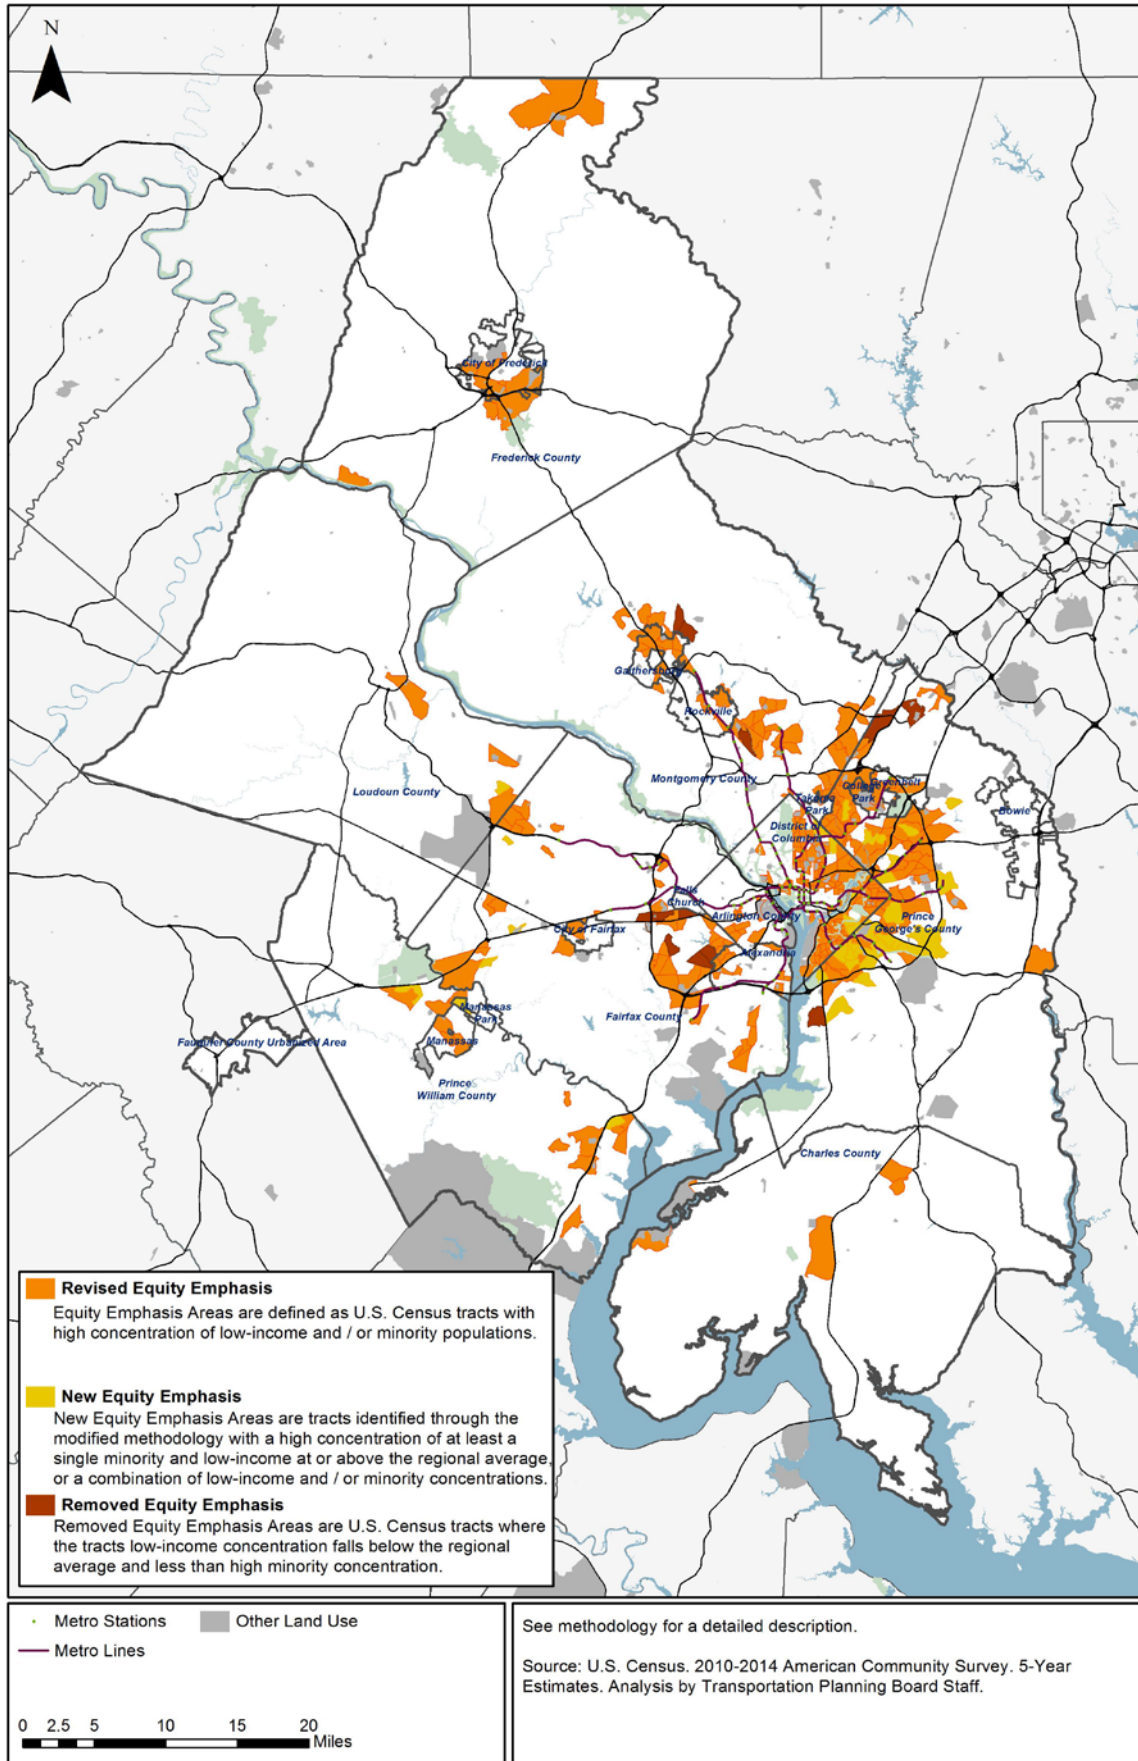 N
City of Frederick
Frederick County
Gaithersburg
Rockville
Montgomery County
Loudoun County
Takoma
Park
College
Park
Greenbelt
Bowie
District of
Columbia
Falls
Church
Arlington County
City of Fairfax
Prince
George's County
Alexandria
Fairfax County
Manassas
Park
Manassas
Fauquier County Urbanized Area
Prince
William County
Charles County
Revised Equity Emphasis
Equity Emphasis Areas are defined as U.S. Census tracts with
high concentration of low-income and / or minority populations.
New Equity Emphasis
New Equity Emphasis Areas are tracts identified through the
modified methodology with a high concentration of at least a
single minority and low-income at or above the regional average,
or a combination of low-income and / or minority concentrations.
Removed Equity Emphasis
Removed Equity Emphasis Areas are U.S. Census tracts where
the tracts low-income concentration falls below the regional
average and less than high minority concentration.
Metro Stations
Other Land Use
Metro Lines
0 2.5 5 10 15 20
Miles
See methodology for a detailed description.
Source: U.S. Census. 2010-2014 American Community Survey. 5-Year
Estimates. Analysis by Transportation Planning Board Staff.